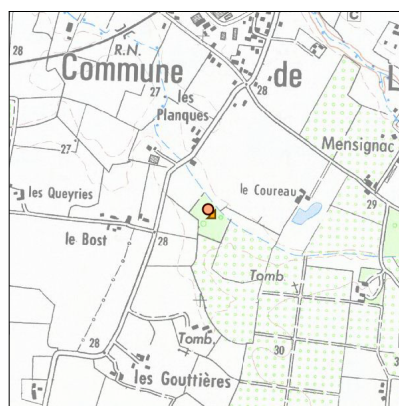 C
28
R.N.
Commune de L
27
les
Planques
28
27
Mensignac
les Queyries
le Coureau
29
le Bost
28
Tomb
Tomb.
28
30
3
les Gouttières